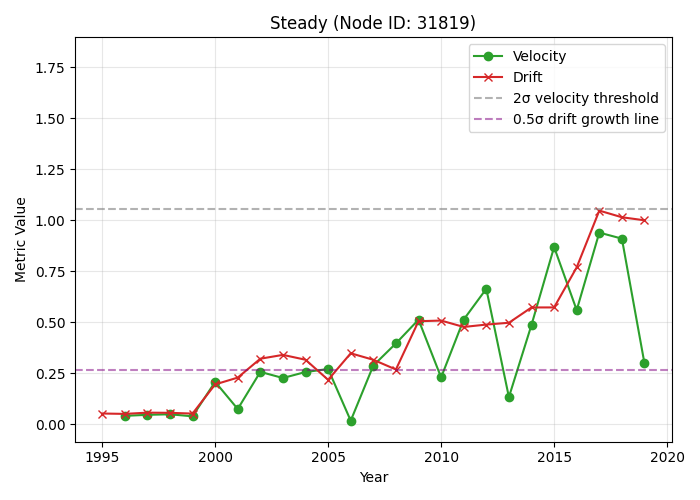 Steady (Node ID: 31819)
Velocity
Drift
2σ velocity threshold
0.5σ drift growth line
Metric Value
1.75
1.50
1.25
1.00
0.75
0.50
0.25
0.00
1995
2000
2005
2010
2015
2020
Year